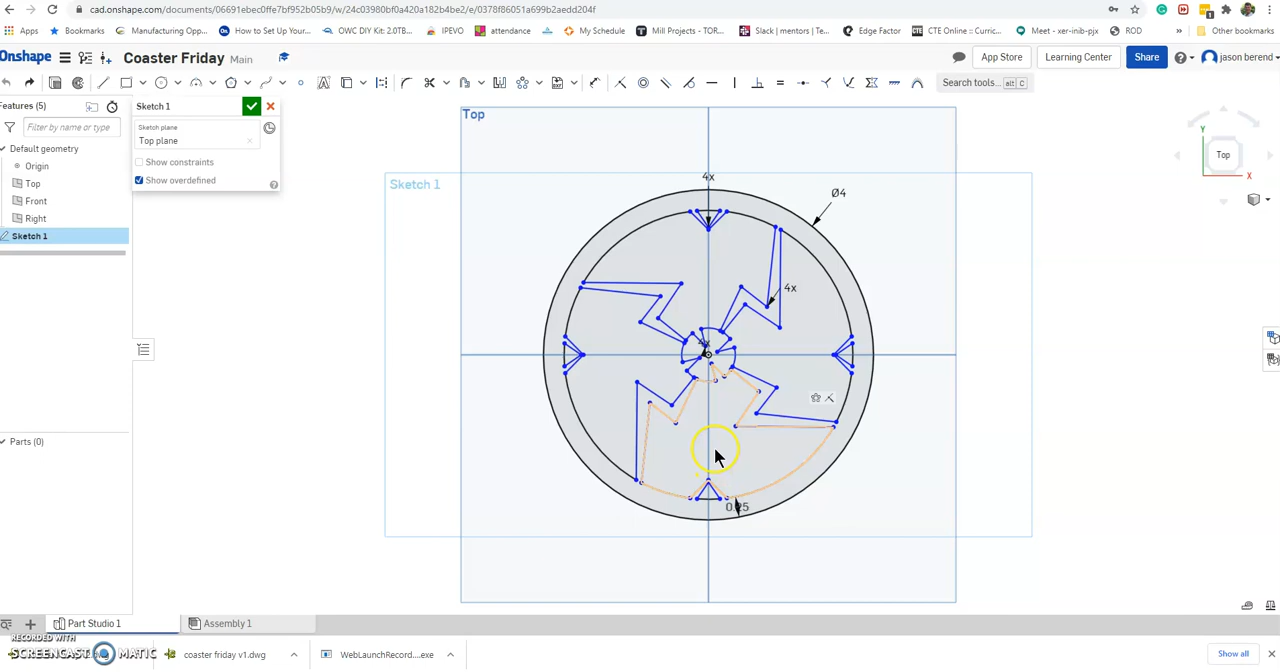 cad.onshape.com/documents/06691ebec0ffe7bf952b05b9/w/24c03980bf0a420a182b4be2/e/0378f86051a699b2aedd204f
Apps
Bookmarks
Manufacturing Opp...
How to Set Up Your...
OWC DIY Kit: 2.0TB...
IPEVO
attendance
My Schedule
Mill Projects - TOR...
Slack | mentors | Te...
Edge Factor
CTE Online :: Curric...
Meet - xer-inib-pjx
ROD
»
Other bookmarks
Onshape
Coaster Friday Main
App Store
Learning Center
Share
jason berend
Search tools... alt C
Features (5)
Filter by name or type
Default geometry
Origin
Top
Front
Right
Sketch 1
Parts (0)
Sketch 1
Sketch plane
Top plane
Show constraints
Show overdefined
Top
Sketch 1
4x
Ø4
4x
4x
0.25
Y
Top
X
Part Studio 1
Assembly 1
RECORDED WITH
SCREENCAST MATIC
coaster friday v1.dwg
WebLaunchRecord....exe
Show all